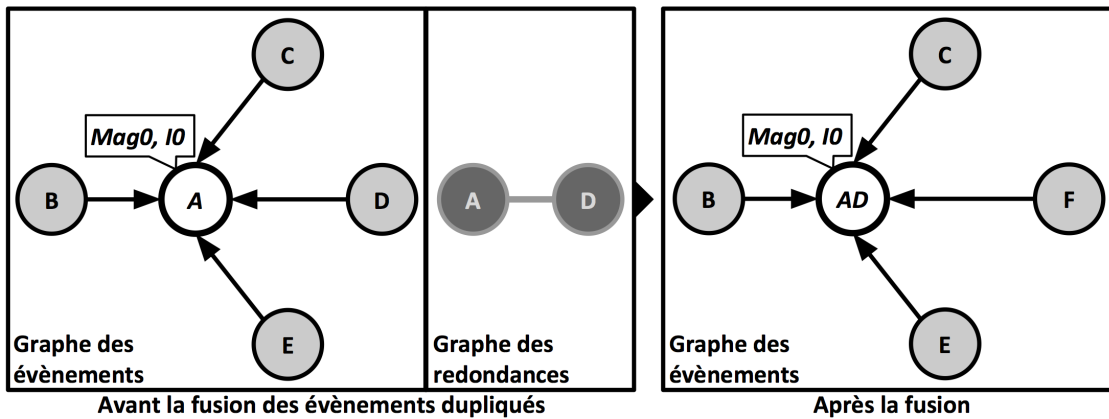 C
Mag0, I0
B
A
D
E
Graphe des
évènements
A
D
Graphe des
redondances
Avant la fusion des évènements dupliqués
C
Mag0, I0
B
AD
F
E
Graphe des
évènements
Après la fusion